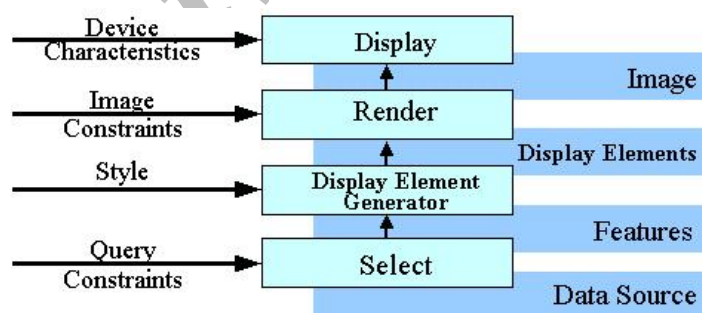 Device
Characteristics
Display
Image
Image
Constraints
Render
Display Elements
Style
Display Element
Generator
Features
Query
Constraints
Select
Data Source